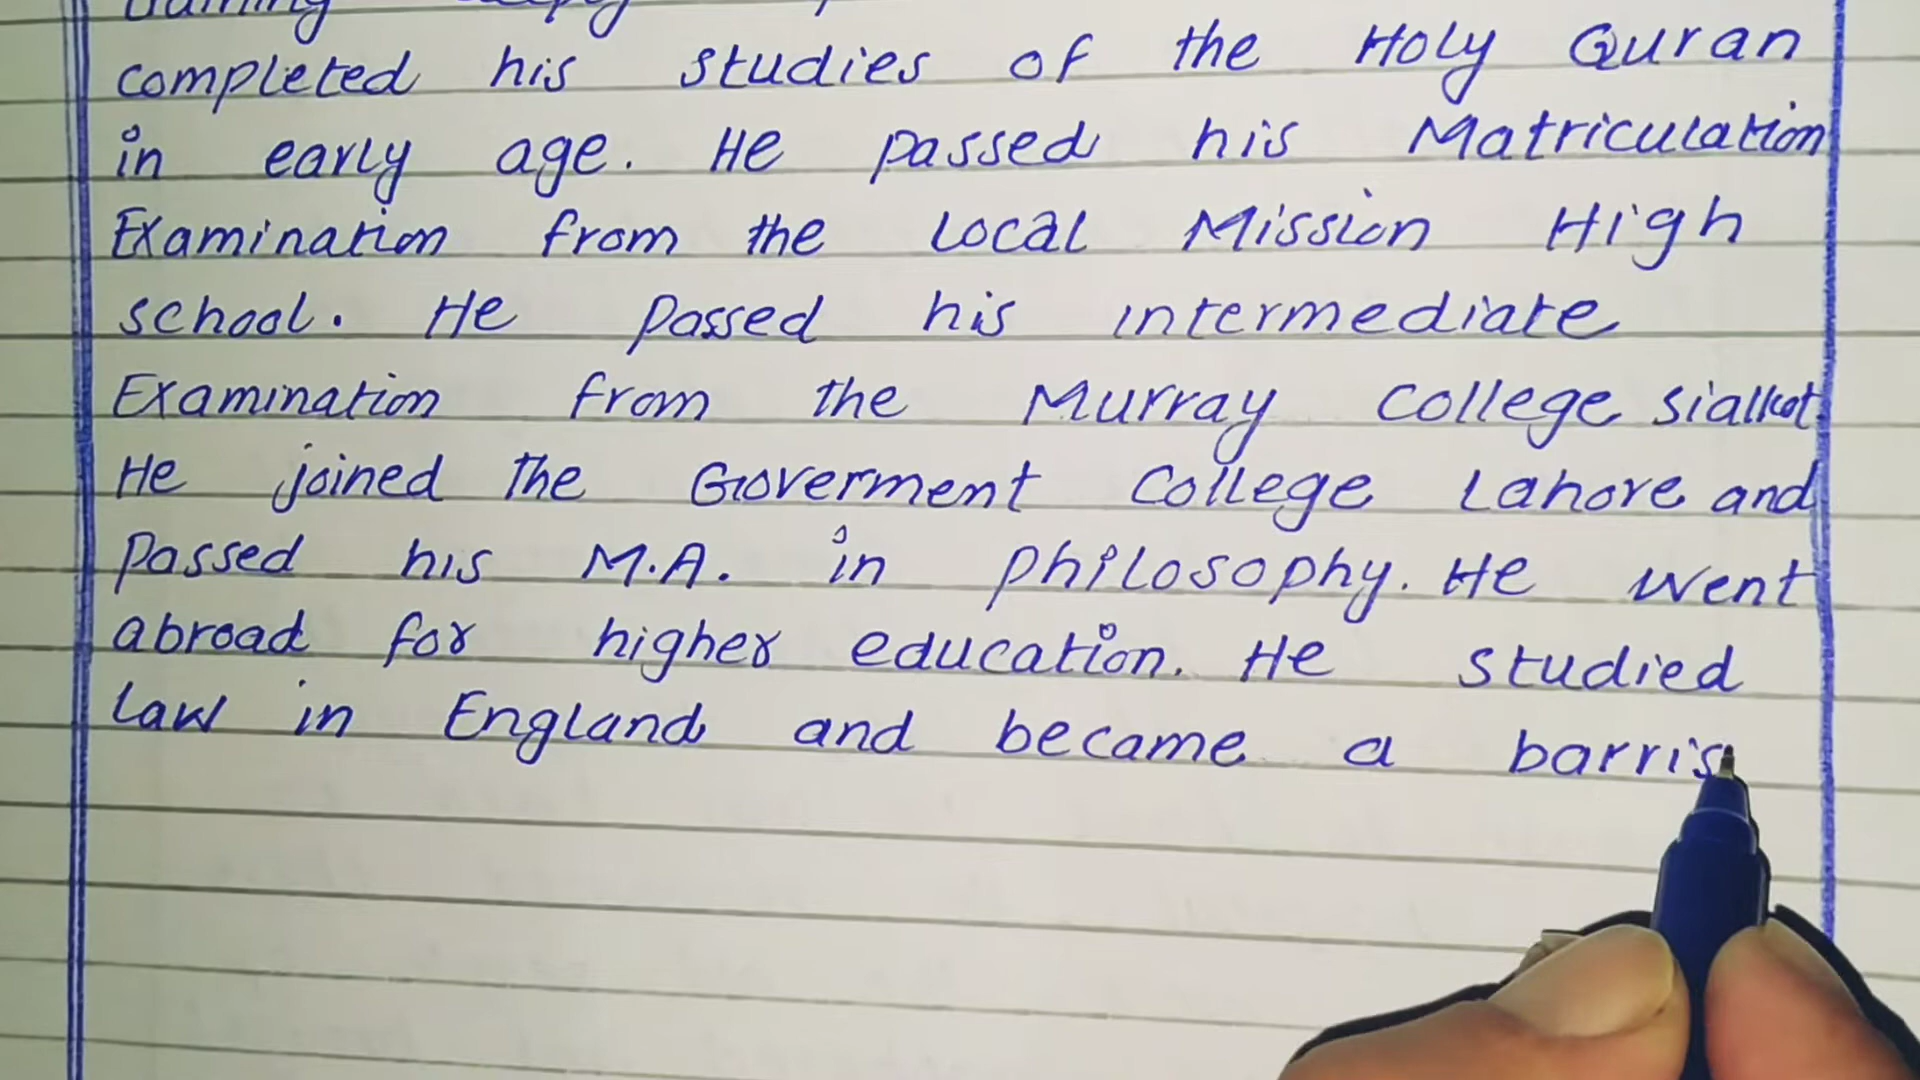 completed his studies of the Holy Quran
in early age. He passed his Matriculation
Examination from the local Mission High
school. He passed his intermediate
Examination from the Murray College sialkot.
He joined the Goverment College Lahore and
passed his M.A. in philosophy. He went
abroad for higher education. He studied
law in England and became a barris